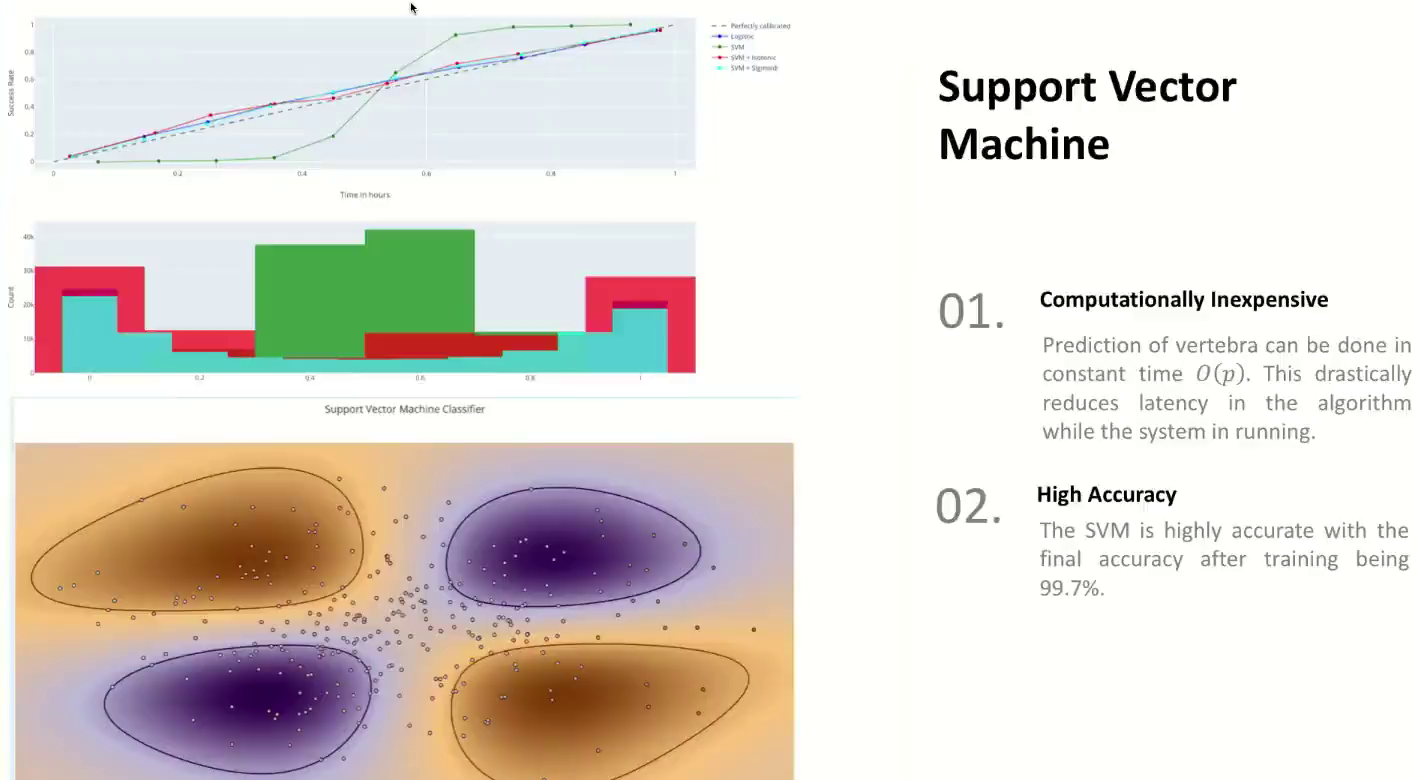 Support Vector
Machine
01.
Computationally Inexpensive
Prediction of vertebra can be done in
constant time O(p). This drastically
reduces latency in the algorithm
while the system in running.
02.
High Accuracy
The SVM is highly accurate with the
final accuracy after training being
99.7%.
Perfectly calibrated
Logistic
SVM
SVM + Isotonic
SVM + Sigmoid
Success Rate
1
0.8
0.6
0.4
0.2
0
0 0.2 0.4 0.6 0.8 1
Time in hours
Count
40k
30k
20k
10k
0
0 0.2 0.4 0.6 0.8 1
Support Vector Machine Classifier